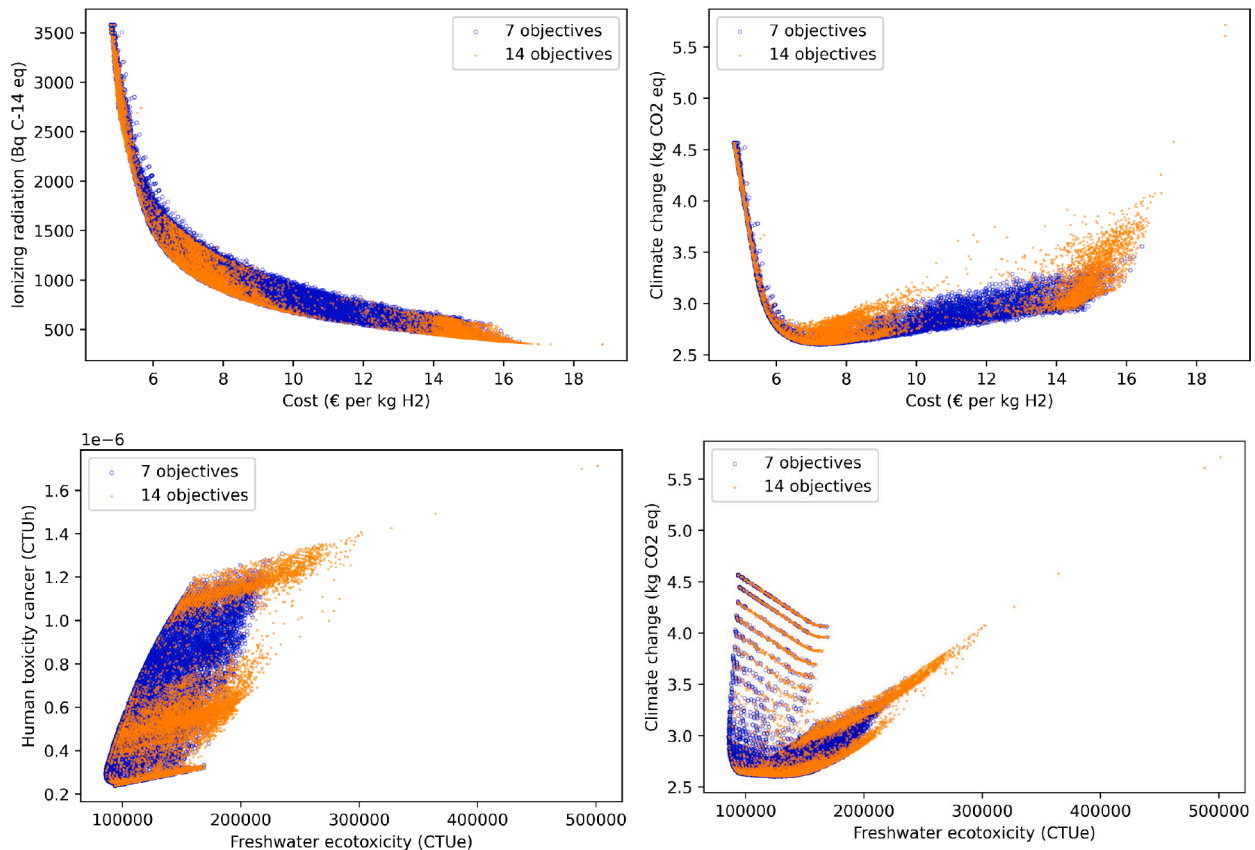 7 objectives
14 objectives
Ionizing radiation (Bq C-14 eq)
3500
3000
2500
2000
1500
1000
500
6 8 10 12 14 16 18
Cost (€ per kg H2)
7 objectives
14 objectives
Climate change (kg CO2 eq)
5.5
5.0
4.5
4.0
3.5
3.0
2.5
6 8 10 12 14 16 18
Cost (€ per kg H2)
1e−6
7 objectives
14 objectives
Human toxicity cancer (CTUh)
1.6
1.4
1.2
1.0
0.8
0.6
0.4
0.2
100000 200000 300000 400000 500000
Freshwater ecotoxicity (CTUe)
7 objectives
14 objectives
Climate change (kg CO2 eq)
5.5
5.0
4.5
4.0
3.5
3.0
2.5
100000 200000 300000 400000 500000
Freshwater ecotoxicity (CTUe)